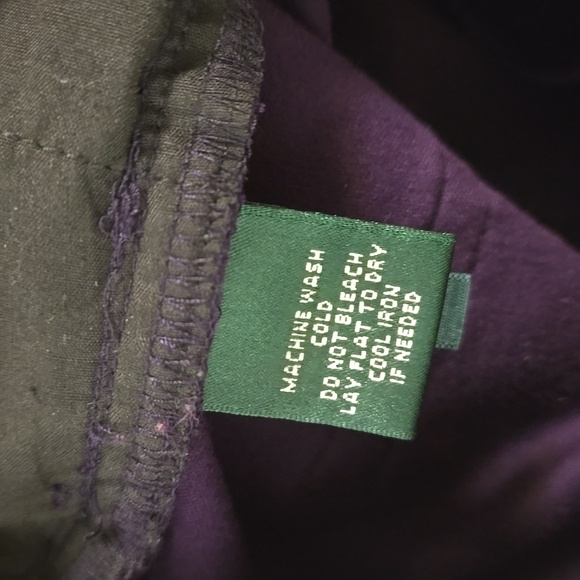 MACHINE WASH
COLD
DO NOT BLEACH
LAY FLAT TO DRY
COOL IRON
IF NEEDED